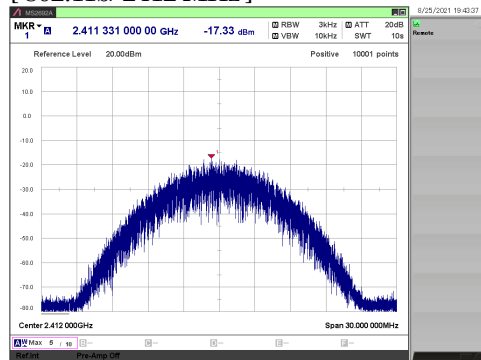 MS2692A
8/25/2021 19:43:37
MKR 1 A 2.411 331 000 00 GHz -17.33 dBm
RBW 3kHz ATT 20dB
VBW 10kHz SWT 10s
Remote
Reference Level 20.00dBm Positive 10001 points
20.0
10.0
0.0
-10.0
-20.0
-30.0
-40.0
-50.0
-60.0
-70.0
-80.0
Center 2.412 000GHz Span 30.000 000MHz
A Max 5 / 10 B-- C-- D-- E-- F--
Ref.Int Pre-Amp Off